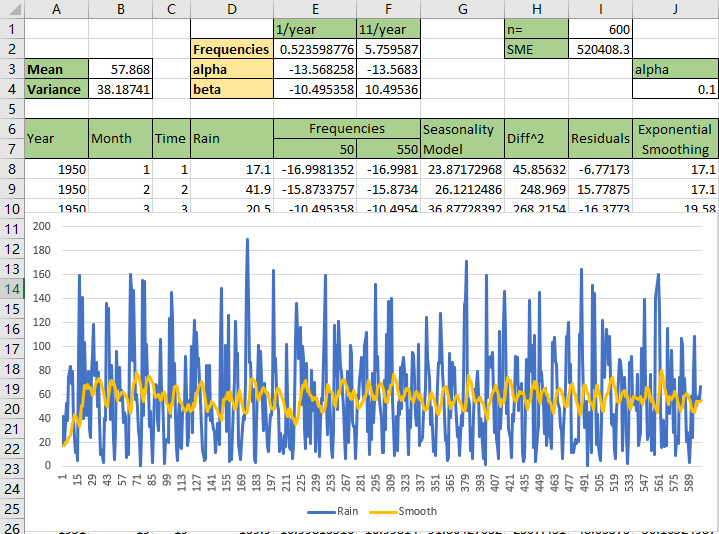 A B C D E F G H I J
1 1/year 11/year n= 600
2 Frequencies 0.523598776 5.759587 SME 520408.3
3 Mean 57.868 alpha -13.568258 -13.5683 alpha
4 Variance 38.18741 beta -10.495358 10.49536 0.1
5
6 Year Month Time Rain Frequencies Seasonality Model Diff^2 Residuals Exponential Smoothing
7 50 550
8 1950 1 1 17.1 -16.9981352 -16.9981 23.87172968 45.85632 -6.77173 17.1
9 1950 2 2 41.9 -15.8733757 -15.8734 26.1212486 248.969 15.77875 17.1
10 1950 3 3 20.5 -10.495358 -10.4954 36.87728392 268.2154 -16.3773 19.58
11
12
13
14
15
16
17
18
19
20
21
22
23
24
25
26
200
180
160
140
120
100
80
60
40
20
0
1 15 29 43 57 71 85 99 113 127 141 155 169 183 197 211 225 239 253 267 281 295 309 323 337 351 365 379 393 407 421 435 449 463 477 491 505 519 533 547 561 575 589
Rain Smooth